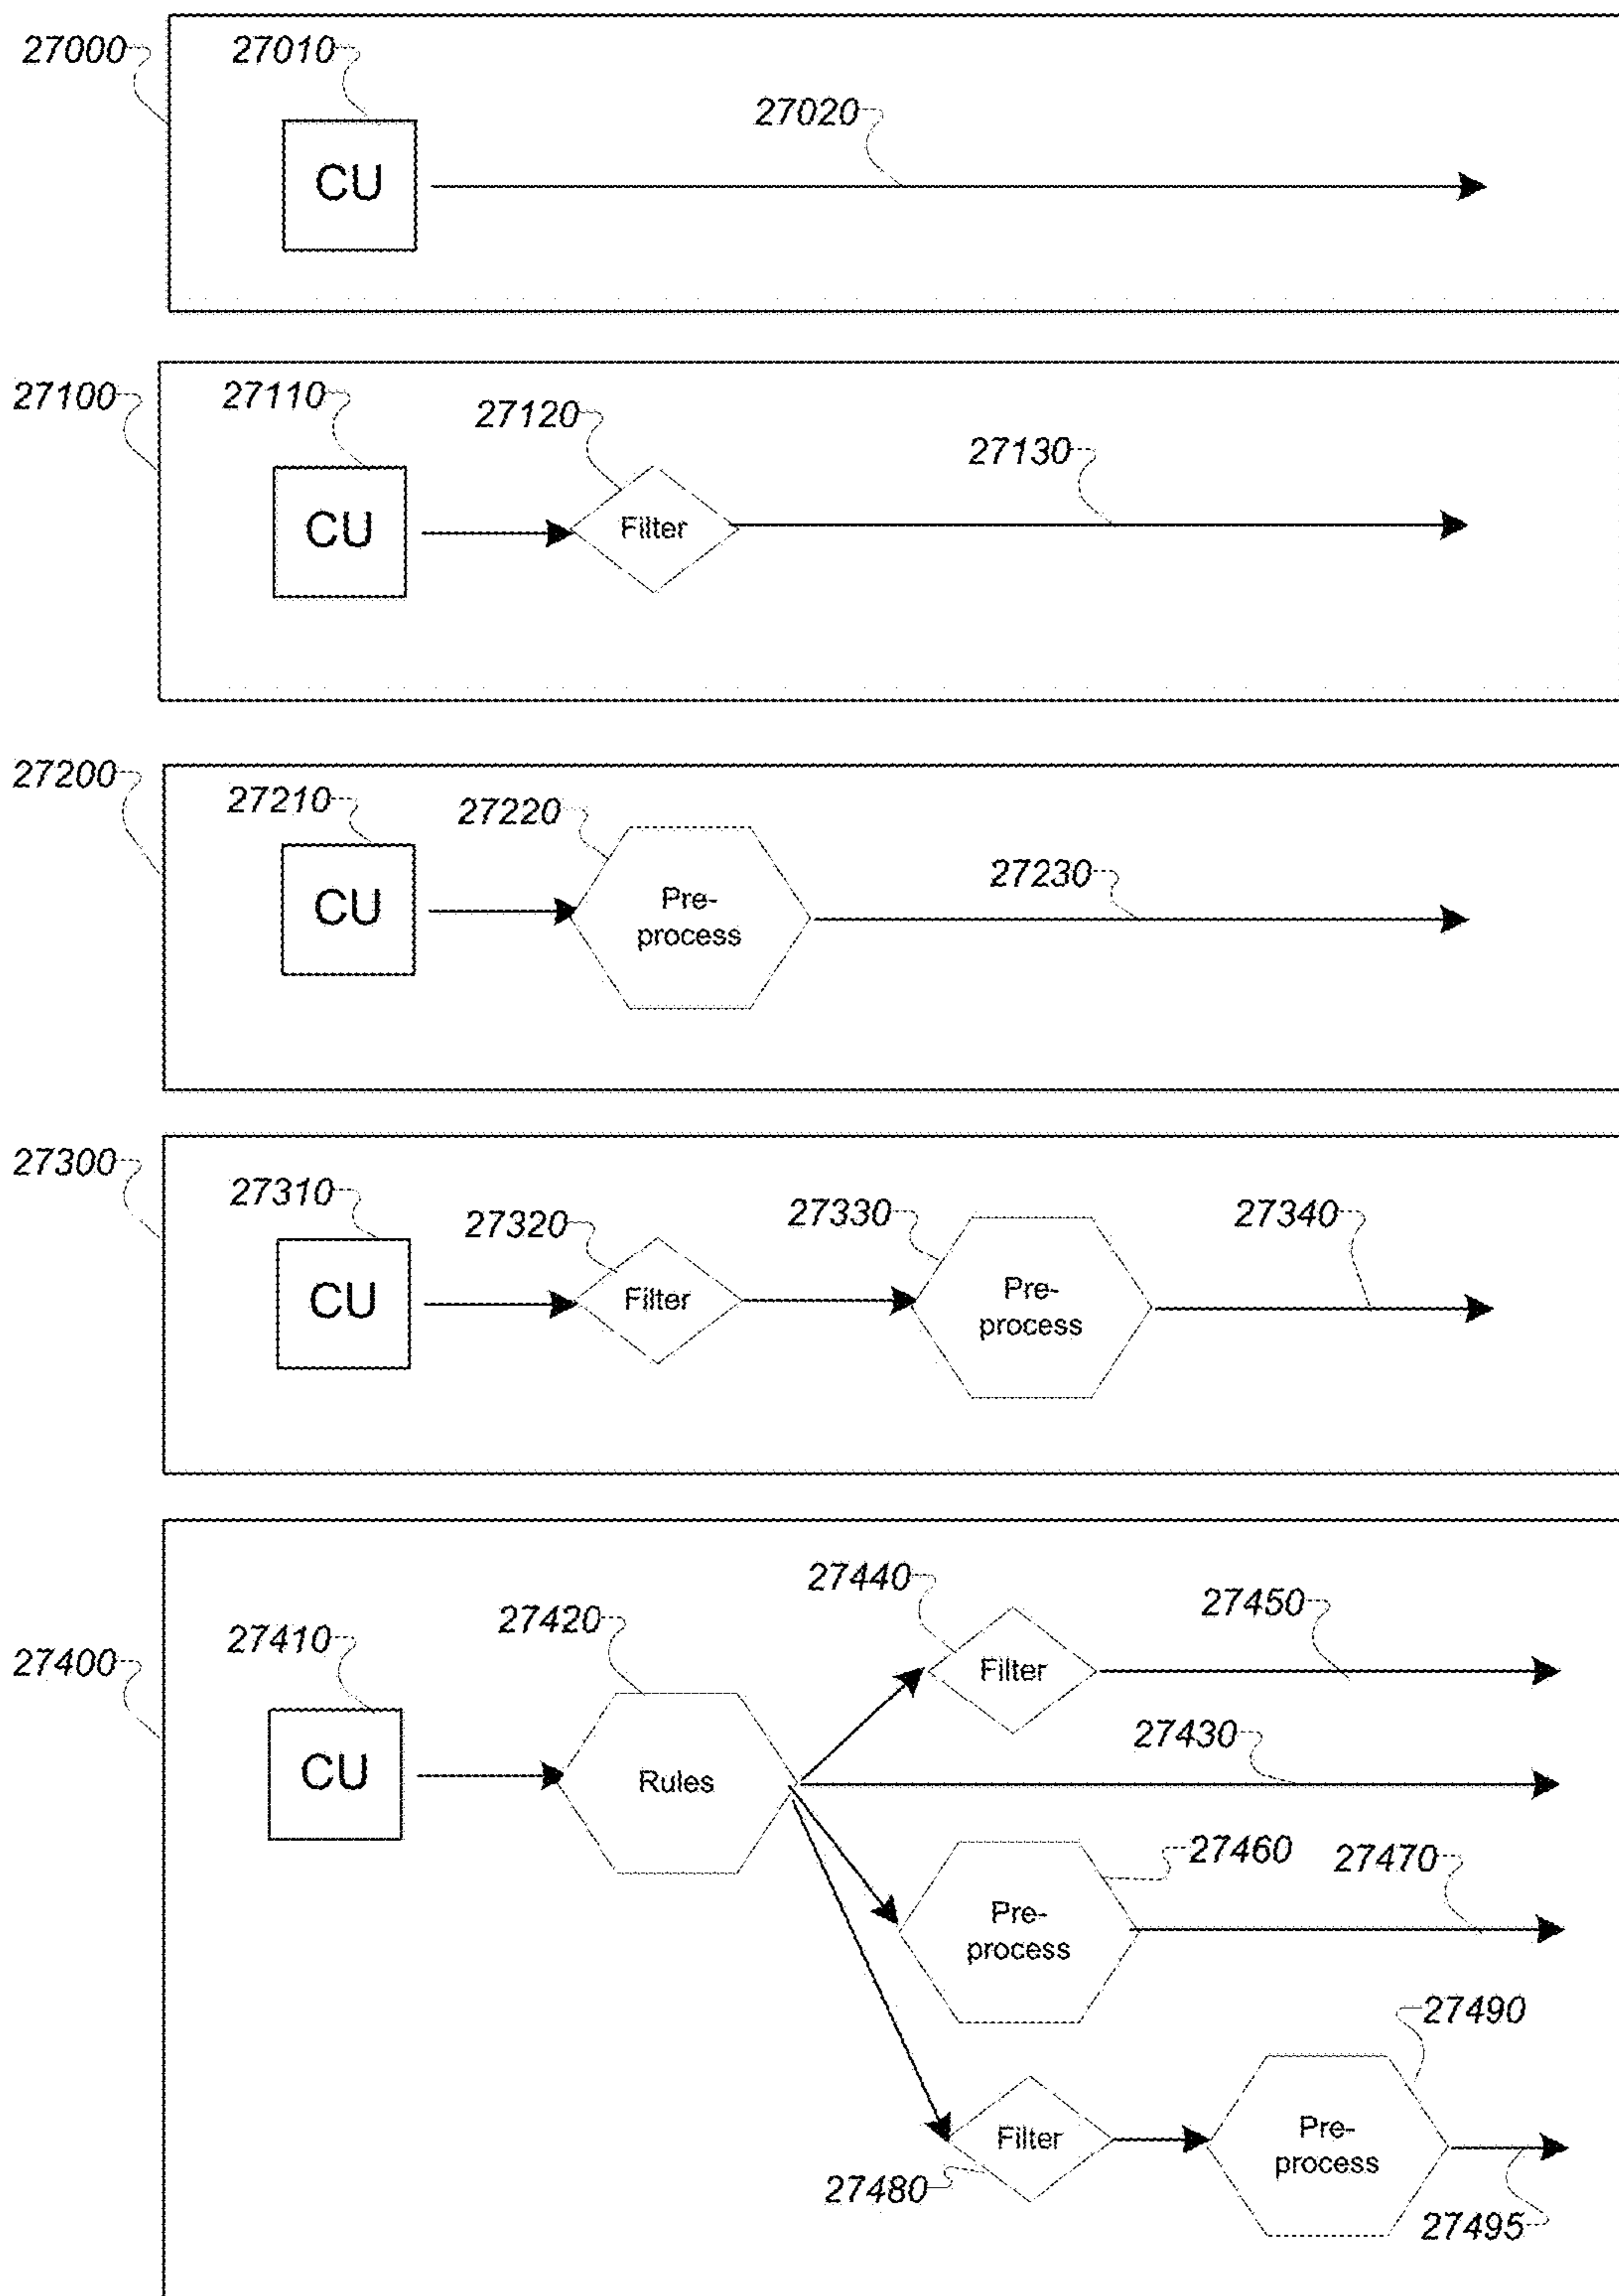 27000
27010
27020
CU
27100
27110
27120
27130
CU
Filter
27200
27210
27220
27230
CU
Pre-
process
27300
27310
27320
27330
27340
CU
Filter
Pre-
process
27400
27410
27420
27440
27450
Filter
27430
CU
Rules
27460
27470
Pre-
process
27490
Filter
Pre-
process
27480
27495